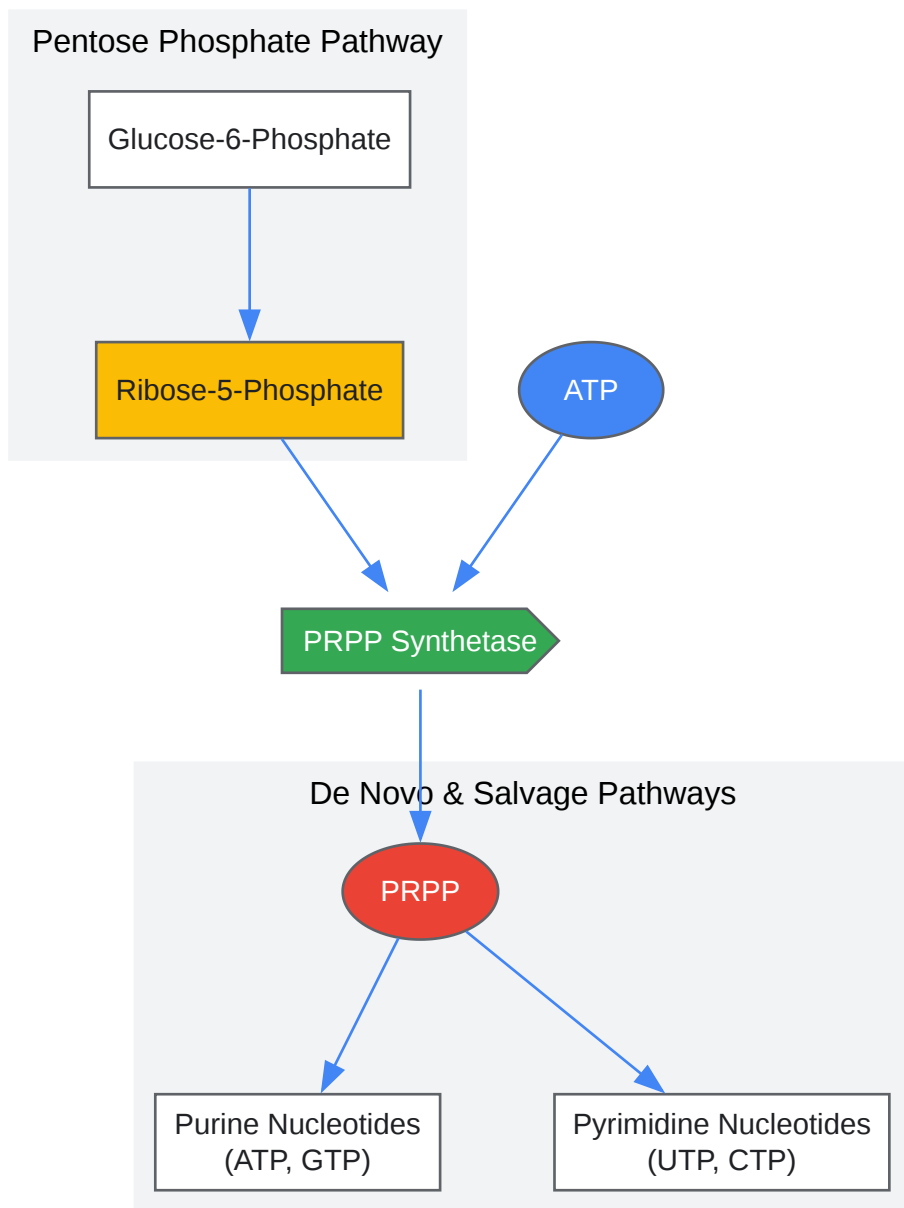 Pentose Phosphate Pathway
Glucose-6-Phosphate
Ribose-5-Phosphate
ATP
PRPP Synthetase
De Novo & Salvage Pathways
PRPP
Purine Nucleotides
(ATP, GTP)
Pyrimidine Nucleotides
(UTP, CTP)